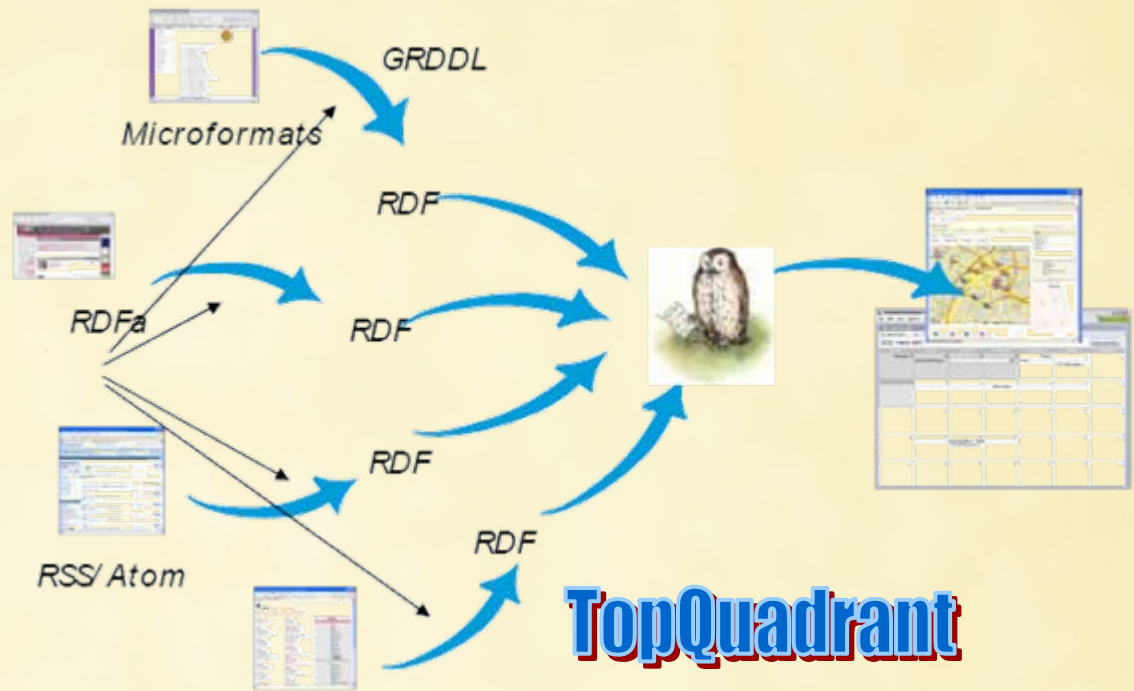 GRDDL
Microformats
RDF
RDFa
RDF
RDF
RSS/Atom
RDF
TopQuadrant